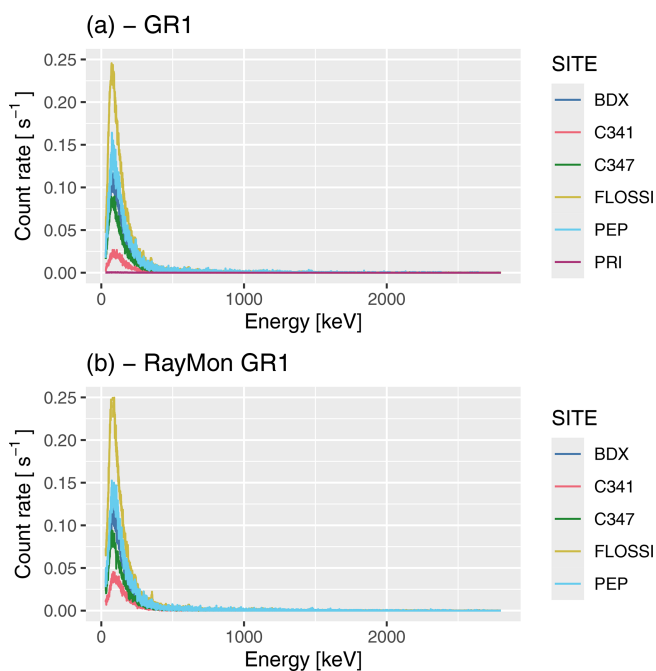 (a) − GR1
Count rate [ s⁻¹ ]
0.25
0.20
0.15
0.10
0.05
0.00
0
1000
2000
Energy [keV]
SITE
BDX
C341
C347
FLOSSI
PEP
PRI
(b) − RayMon GR1
Count rate [ s⁻¹ ]
0.25
0.20
0.15
0.10
0.05
0.00
0
1000
2000
Energy [keV]
SITE
BDX
C341
C347
FLOSSI
PEP